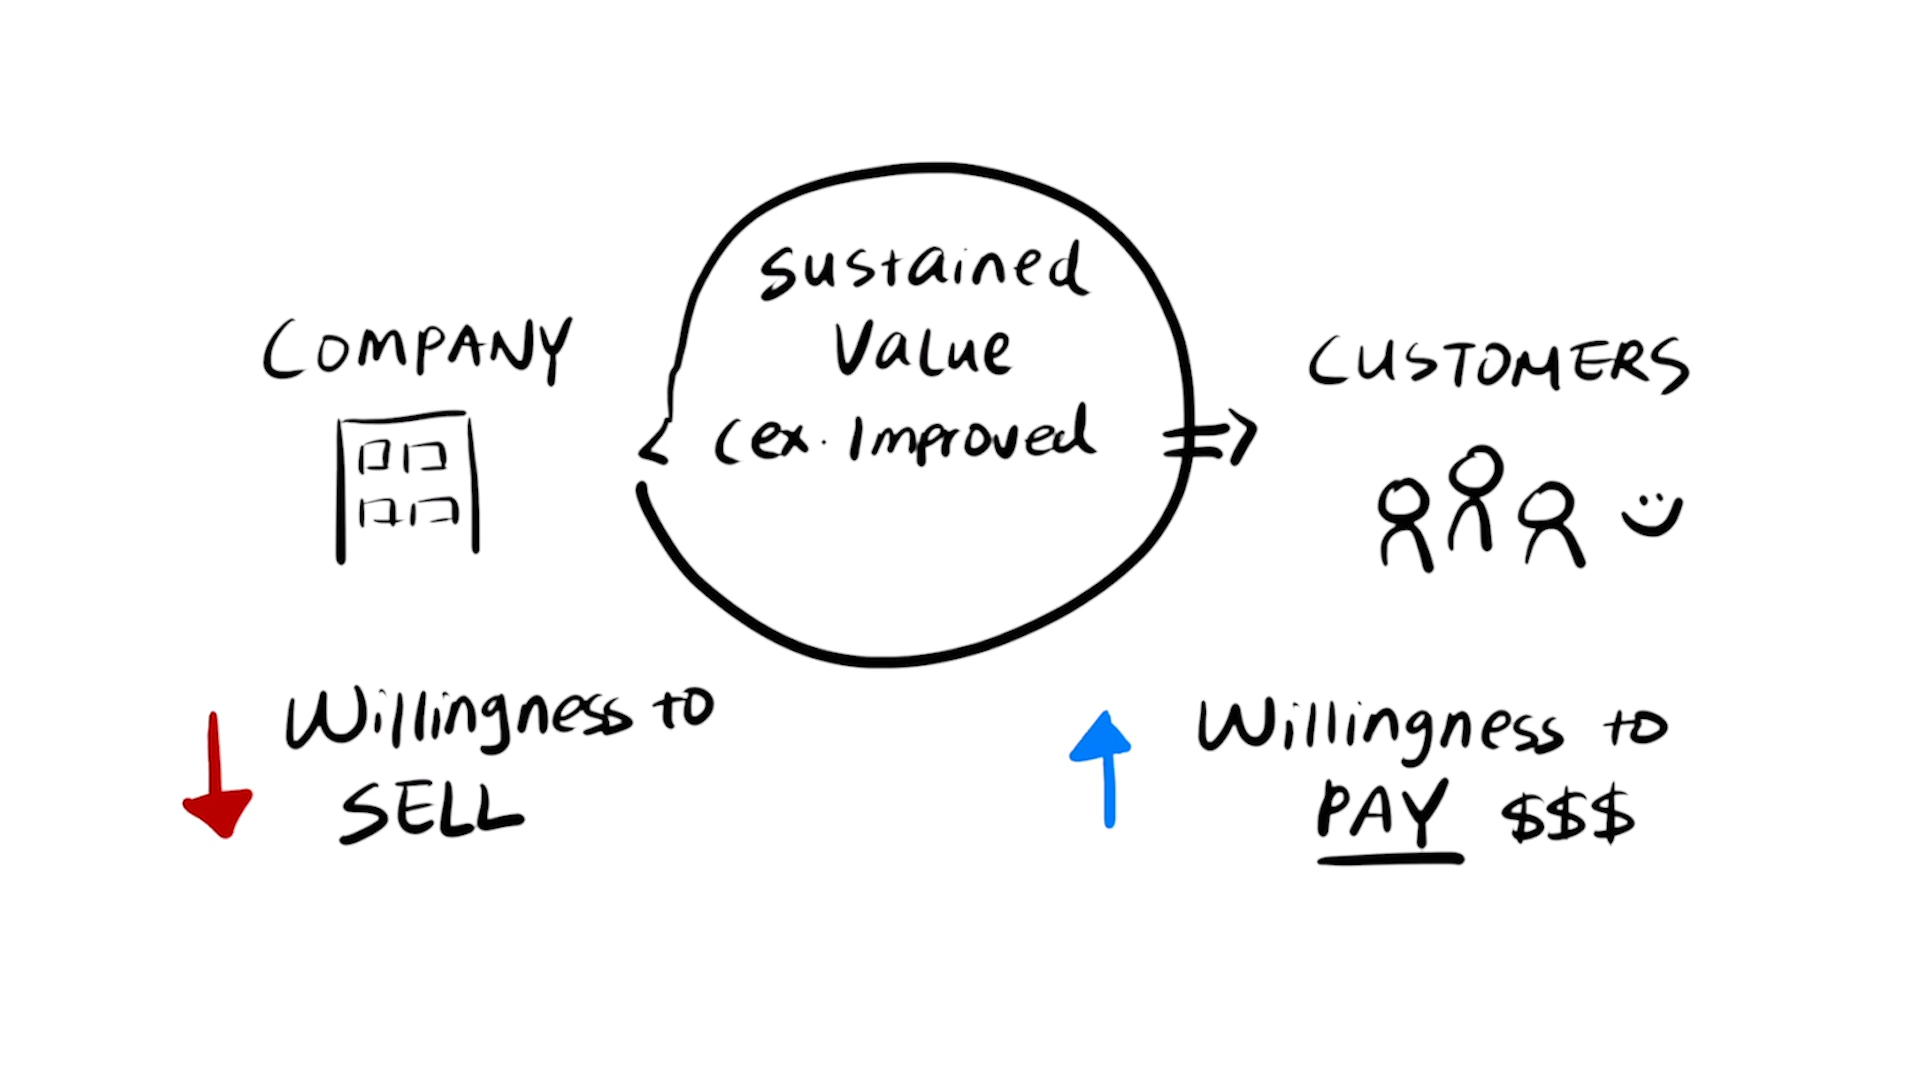 COMPANY
sustained
Value
(ex. Improved
CUSTOMERS
Willingness to
SELL
Willingness to
PAY $$$